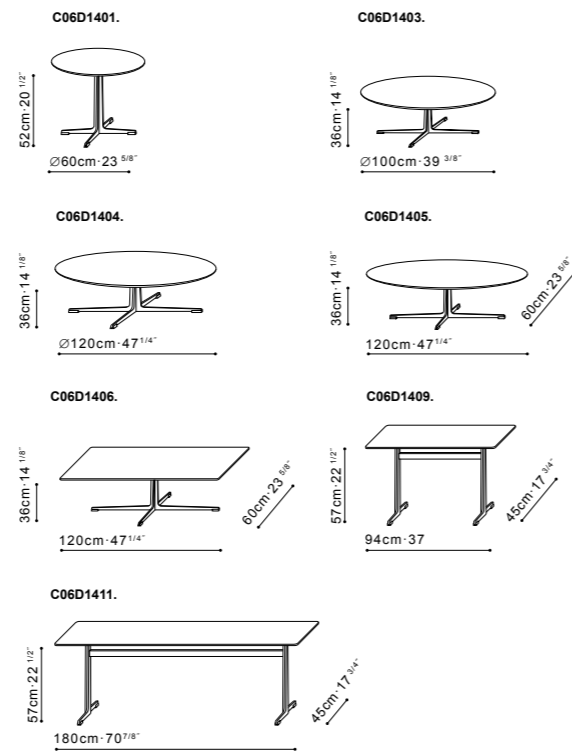 C06D1401.
52cm·20 1/2"
∅60cm·23 5/8"
C06D1403.
36cm·14 1/8"
∅100cm·39 3/8"
C06D1404.
36cm·14 1/8"
∅120cm·47 1/4"
C06D1405.
36cm·14 1/8"
120cm·47 1/4"
60cm·23 5/8"
C06D1406.
36cm·14 1/8"
120cm·47 1/4"
60cm·23 5/8"
C06D1409.
57cm·22 1/2"
94cm·37
45cm·17 3/4"
C06D1411.
57cm·22 1/2"
180cm·70 7/8"
45cm·17 3/4"